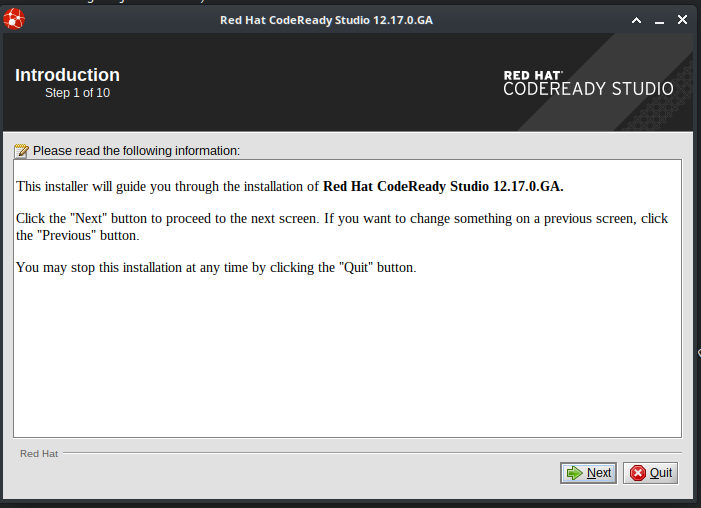 Red Hat CodeReady Studio 12.17.0.GA
Introduction
Step 1 of 10
RED HAT®
CODEREADY STUDIO
Please read the following information:
This installer will guide you through the installation of Red Hat CodeReady Studio 12.17.0.GA.
Click the "Next" button to proceed to the next screen. If you want to change something on a previous screen, click
the "Previous" button.
You may stop this installation at any time by clicking the "Quit" button.
Red Hat
Next
Quit